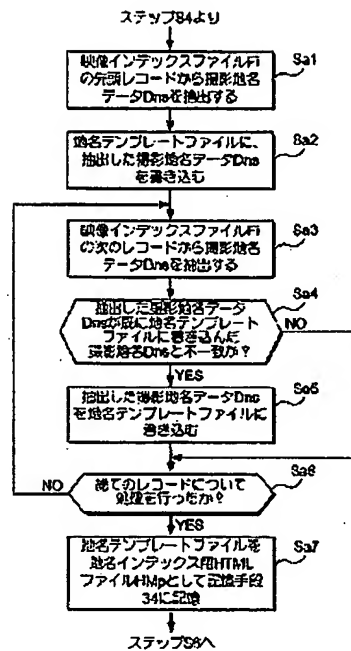 ステップS4より
映像インデックスファイルFi
の先頭レコードから撮影地名
データDnsを抽出する
Sa1
地名テンプレートファイルに、
抽出した撮影地名データDns
を書き込む
Sa2
映像インデックスファイルFi
の次のレコードから撮影地名
データDnsを抽出する
Sa3
抽出した撮影地名データ
Dnsが既に地名テンプレート
ファイルに書き込んだ
撮影地名Dnsと不一致か?
Sa4
NO
YES
抽出した撮影地名データDns
を地名テンプレートファイルに
書き込む
Sa5
NO
総てのレコードについて
処理を行ったか?
Sa6
YES
地名テンプレートファイルを
地名インデックス用HTML
ファイルHMpとして記憶手段
34に記憶
Sa7
ステップS6へ